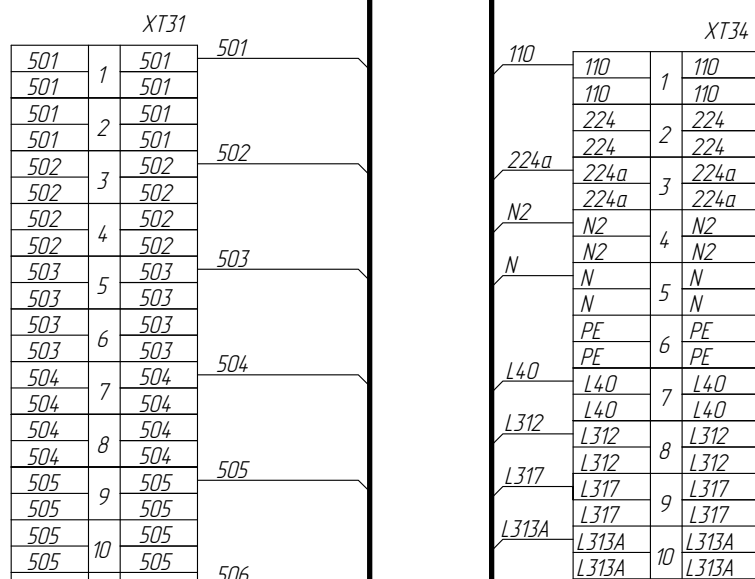 XT31
501
501 1 501
501 501
501 2 501
501 501
502
502 3 502
502 502
502 4 502
502 502
503
503 5 503
503 503
503 6 503
503 503
504
504 7 504
504 504
504 8 504
504 504
505
505 9 505
505 505
505 10 505
505 505
506
XT34
110
110 1 110
110
224 2 224
224 224
224a
224a 3 224a
224a 224a
N2
N2 4 N2
N2 N2
N
N 5 N
N N
PE 6 PE
PE PE
L40
L40 7 L40
L40 L40
L312
L312 8 L312
L312 L312
L317
L317 9 L317
L317 L317
L313A
L313A 10 L313A
L313A L313A